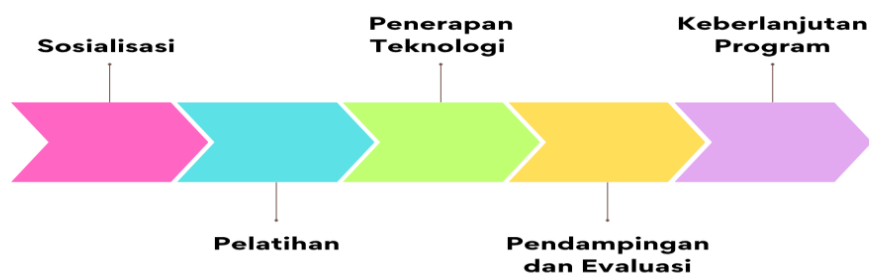 Sosialisasi
Pelatihan
Penerapan
Teknologi
Pendampingan
dan Evaluasi
Keberlanjutan
Program